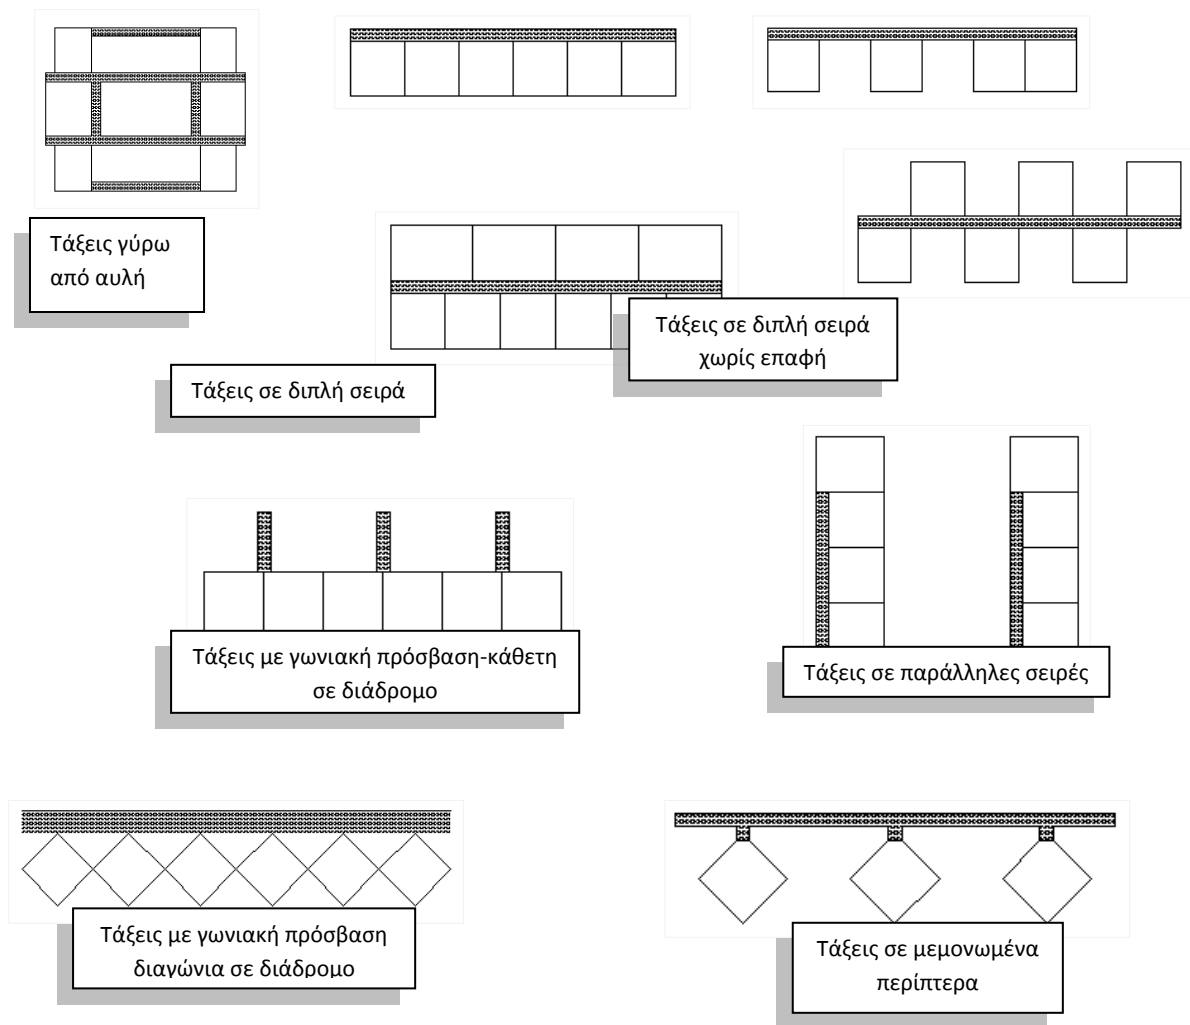 Τάξεις γύρω
από αυλή
Τάξεις σε διπλή σειρά
χωρίς επαφή
Τάξεις σε διπλή σειρά
Τάξεις με γωνιακή πρόσβαση-κάθετη
σε διάδρομο
Τάξεις σε παράλληλες σειρές
Τάξεις με γωνιακή πρόσβαση
διαγώνια σε διάδρομο
Τάξεις σε μεμονωμένα
περίπτερα